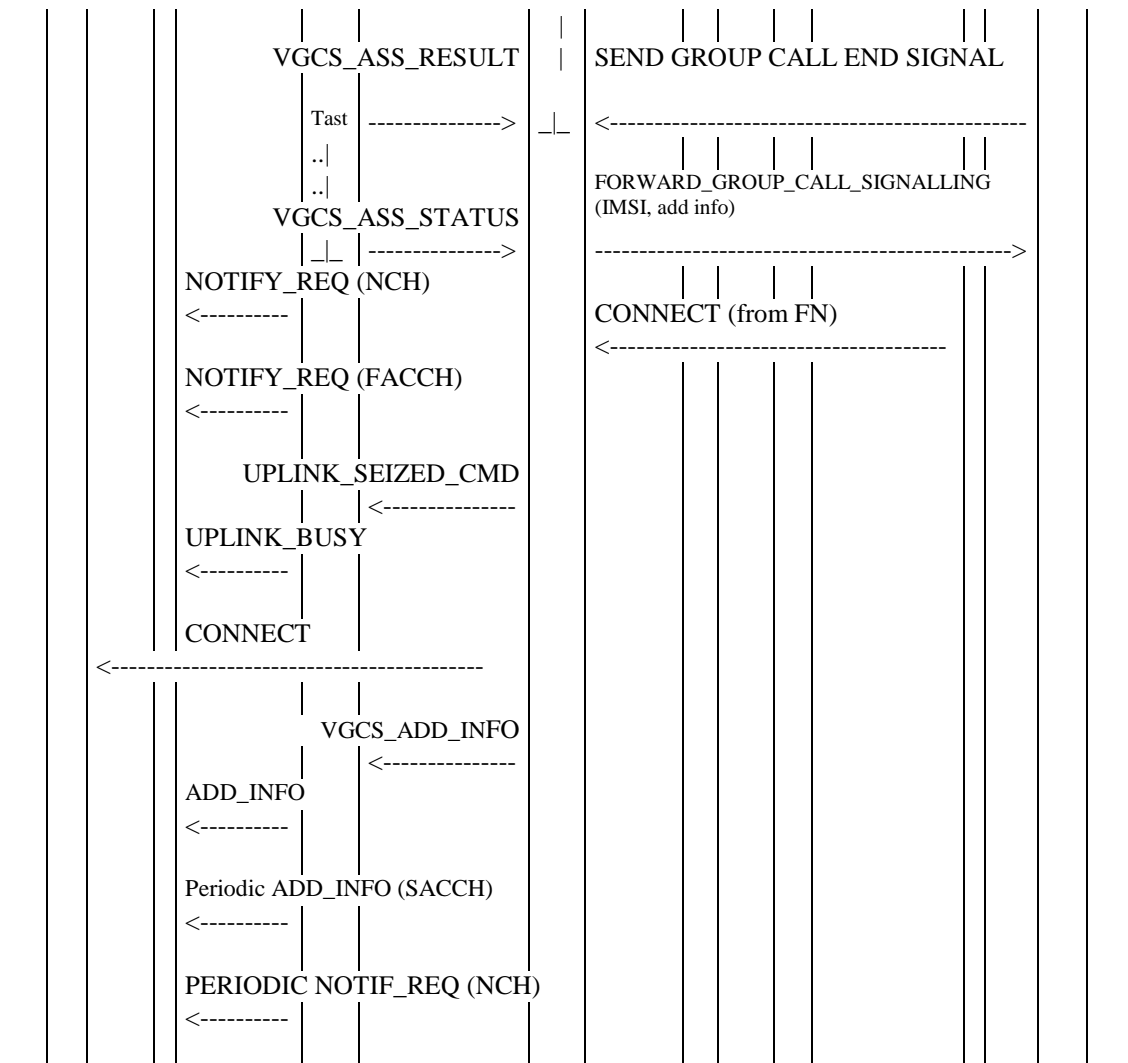 VGCS_ASS_RESULT SEND GROUP CALL END SIGNAL
Tast ---------------> _|_ <-----------------------------------------------
..|
..| FORWARD_GROUP_CALL_SIGNALLING
VGCS_ASS_STATUS (IMSI, add info)
_|_ ---------------> ----------------------------------------------->
NOTIFY_REQ (NCH)
<---------- CONNECT (from FN)
<--------------------------------------
NOTIFY_REQ (FACCH)
<----------
UPLINK_SEIZED_CMD
<---------------
UPLINK_BUSY
<----------
CONNECT
<------------------------------------------
VGCS_ADD_INFO
<---------------
ADD_INFO
<----------
Periodic ADD_INFO (SACCH)
<----------
PERIODIC NOTIF_REQ (NCH)
<----------